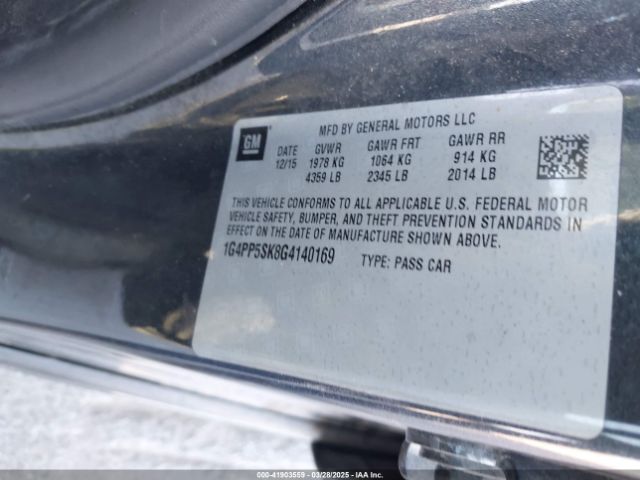 GM
MFD BY GENERAL MOTORS LLC
DATE GVWR GAWR FRT GAWR RR
12/15 1978 KG 1064 KG 914 KG
4359 LB 2345 LB 2014 LB
THIS VEHICLE CONFORMS TO ALL APPLICABLE U.S. FEDERAL MOTOR
VEHICLE SAFETY, BUMPER, AND THEFT PREVENTION STANDARDS IN
EFFECT ON THE DATE OF MANUFACTURE SHOWN ABOVE.
1G4PP5SK8G4140169 TYPE: PASS CAR
00-41903559 | 03/28/2025 | IAAI.COM